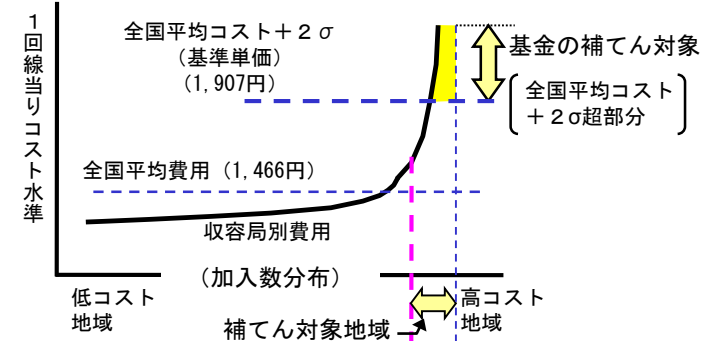 1回線当りコスト水準
全国平均コスト+2σ
(基準単価)
(1,907円)
基金の補てん対象
全国平均コスト
+2σ超部分
全国平均費用(1,466円)
収容局別費用
(加入数分布)
低コスト
地域
高コスト
地域
補てん対象地域